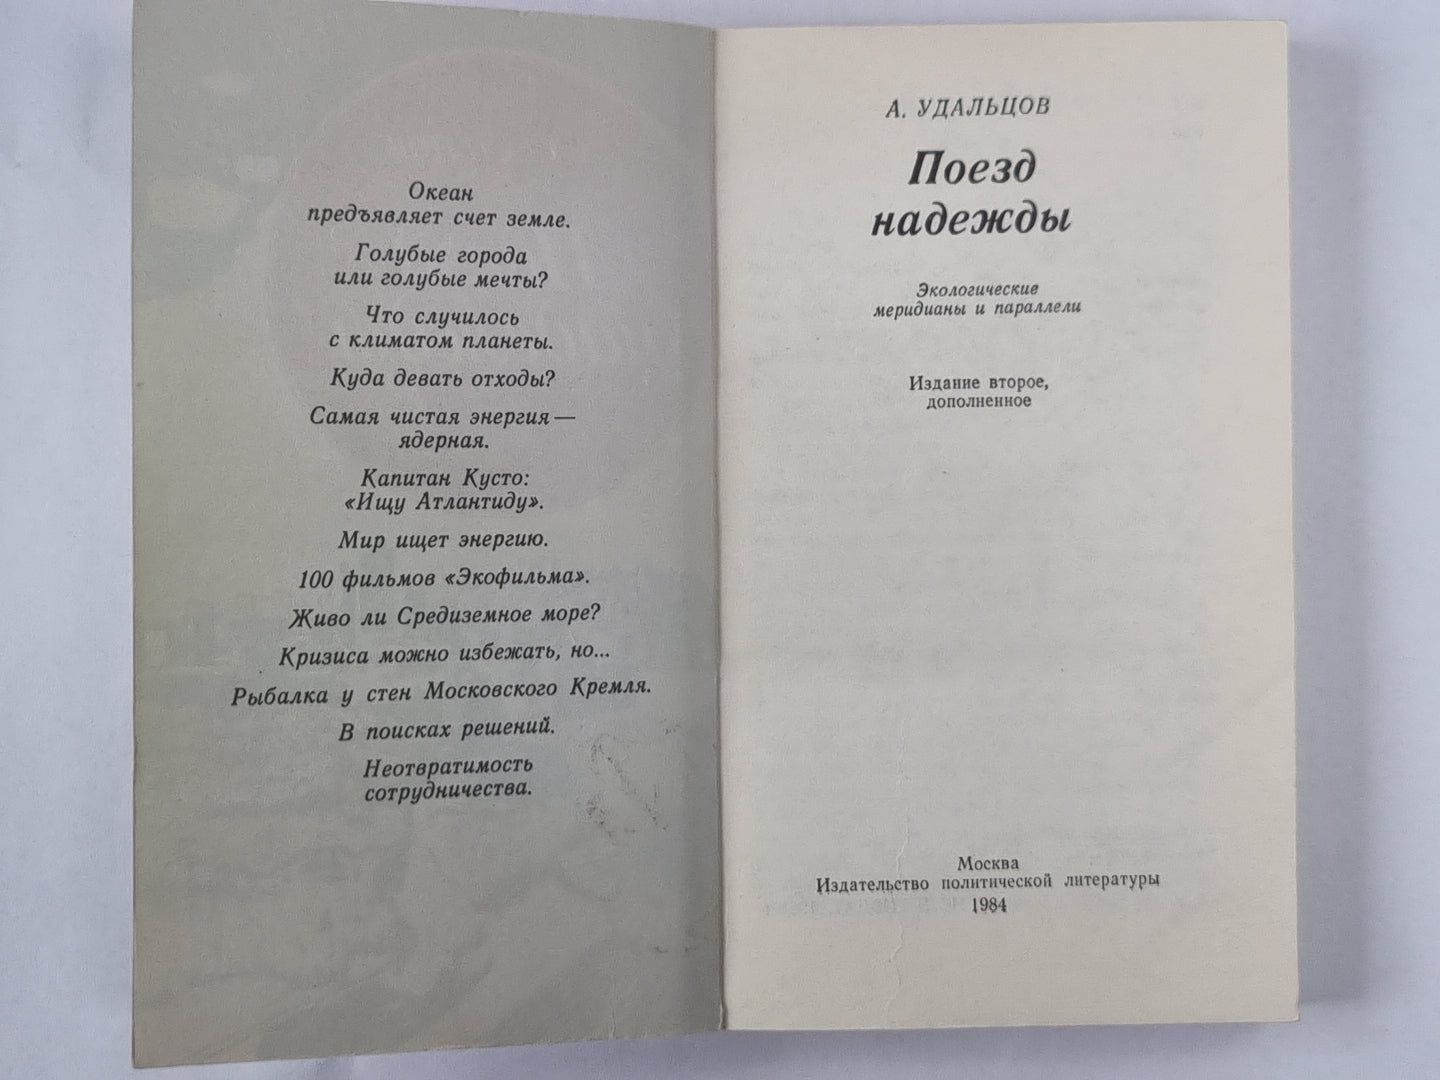 Океан
предъявляет счет земле.
Голубые города
или голубые мечты?
Что случилось
с климатом планеты.
Куда девать отходы?
Самая чистая энергия —
ядерная.
Капитан Кусто:
«Ищу Атлантиду».
Мир ищет энергию.
100 фильмов «Экофильма».
Живо ли Средиземное море?
Кризиса можно избежать, но...
Рыбалка у стен Московского Кремля.
В поисках решений.
Неотвратимость
сотрудничества.
А. УДАЛЬЦОВ
Поезд
надежды
Экологические
меридианы и параллели
Издание второе,
дополненное
Москва
Издательство политической литературы
1984